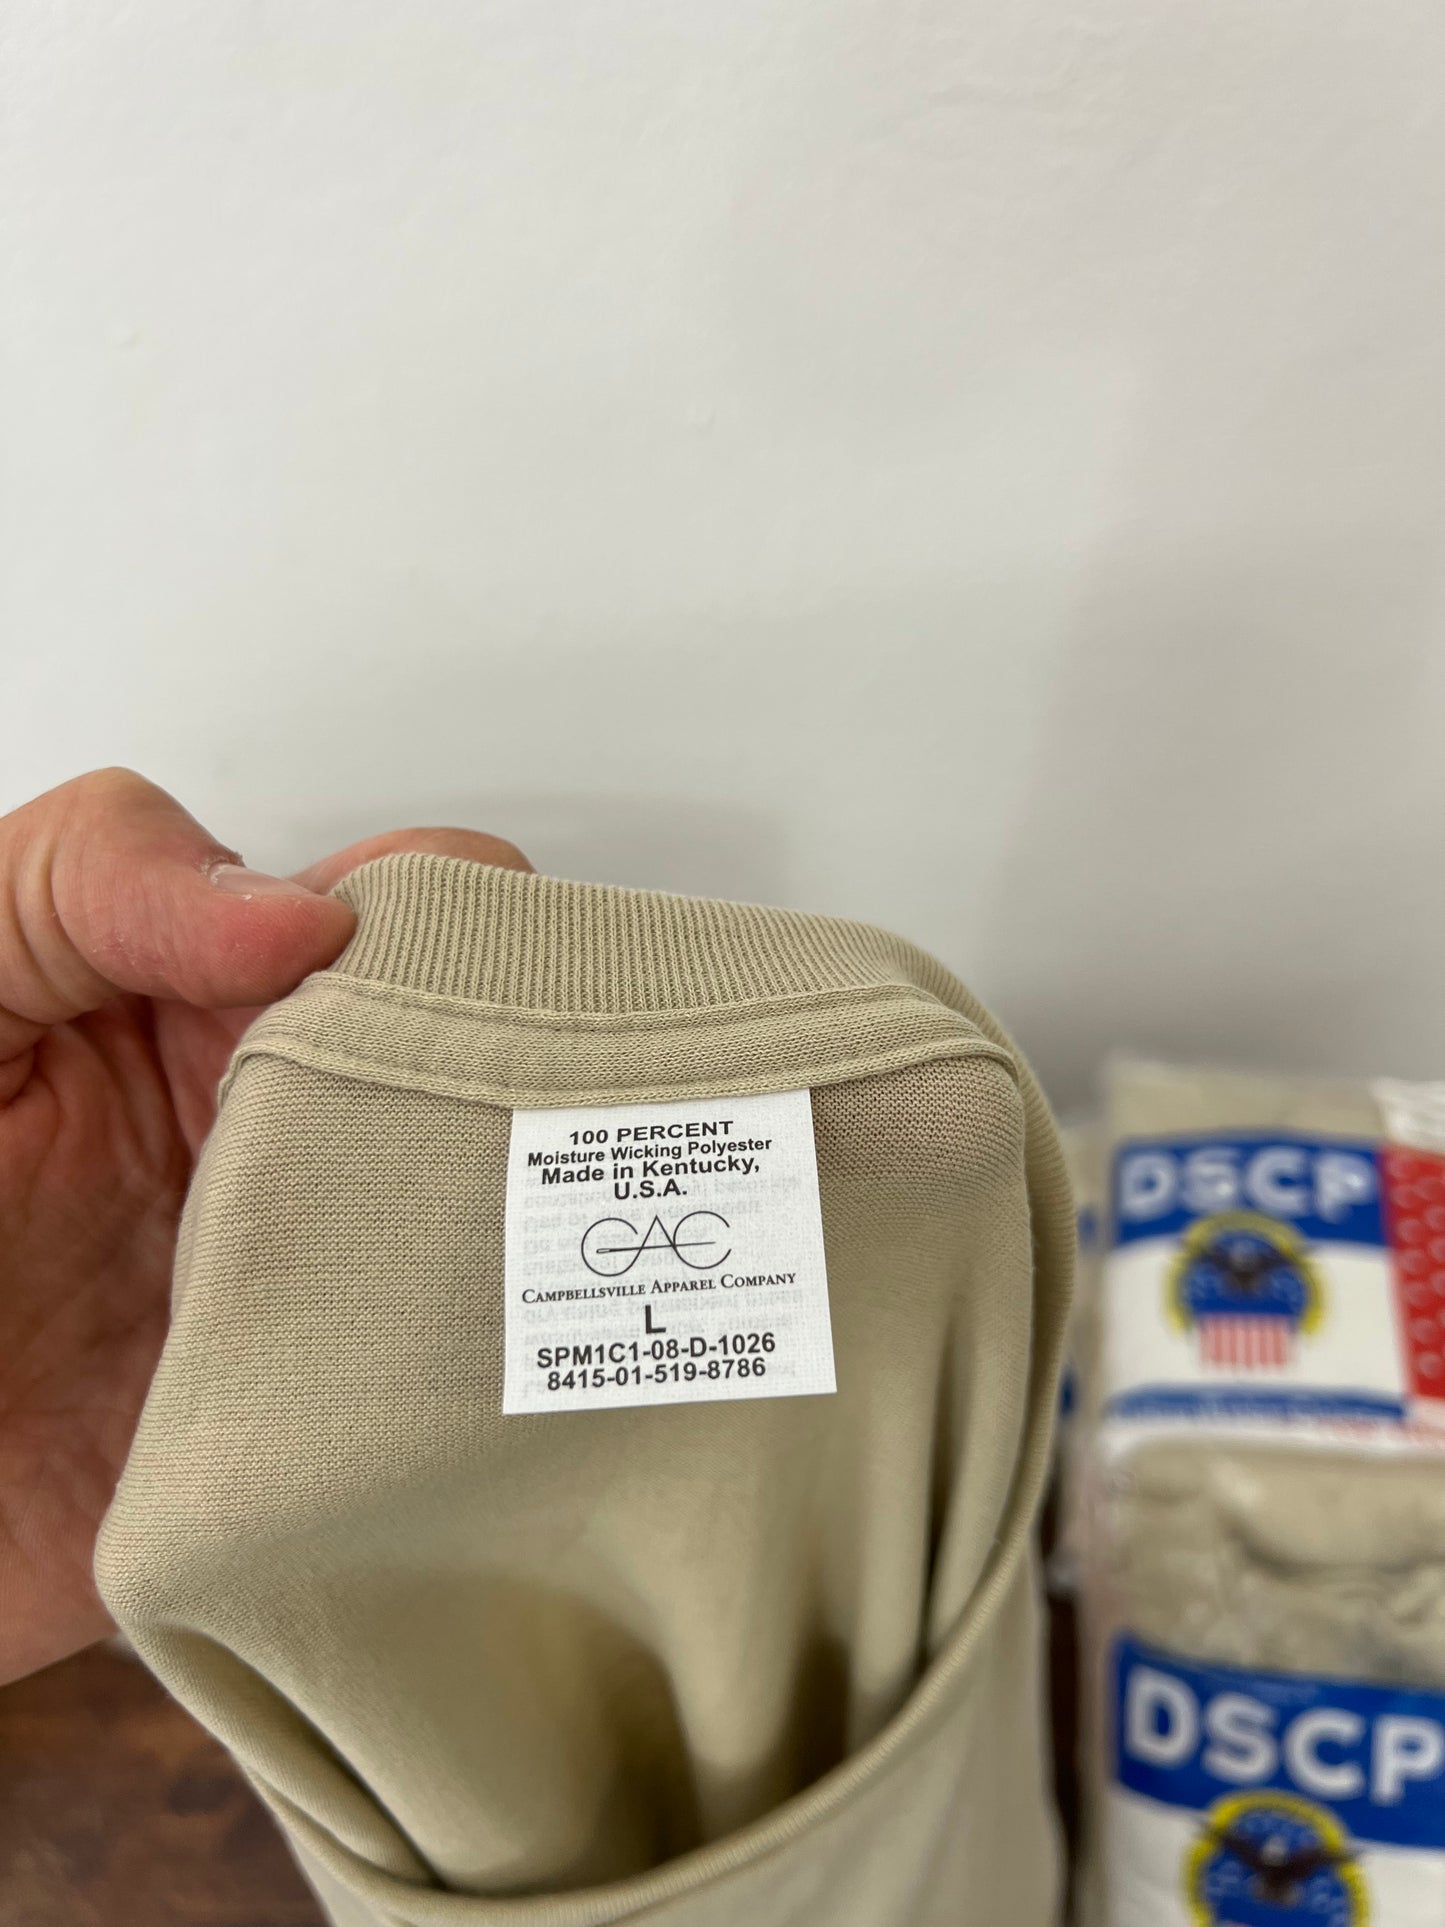 100 PERCENT
Moisture Wicking Polyester
Made in Kentucky,
U.S.A.
CAC
CAMPBELLSVILLE APPAREL COMPANY
L
SPM1C1-08-D-1026
8415-01-519-8786
DSCP
DSCP